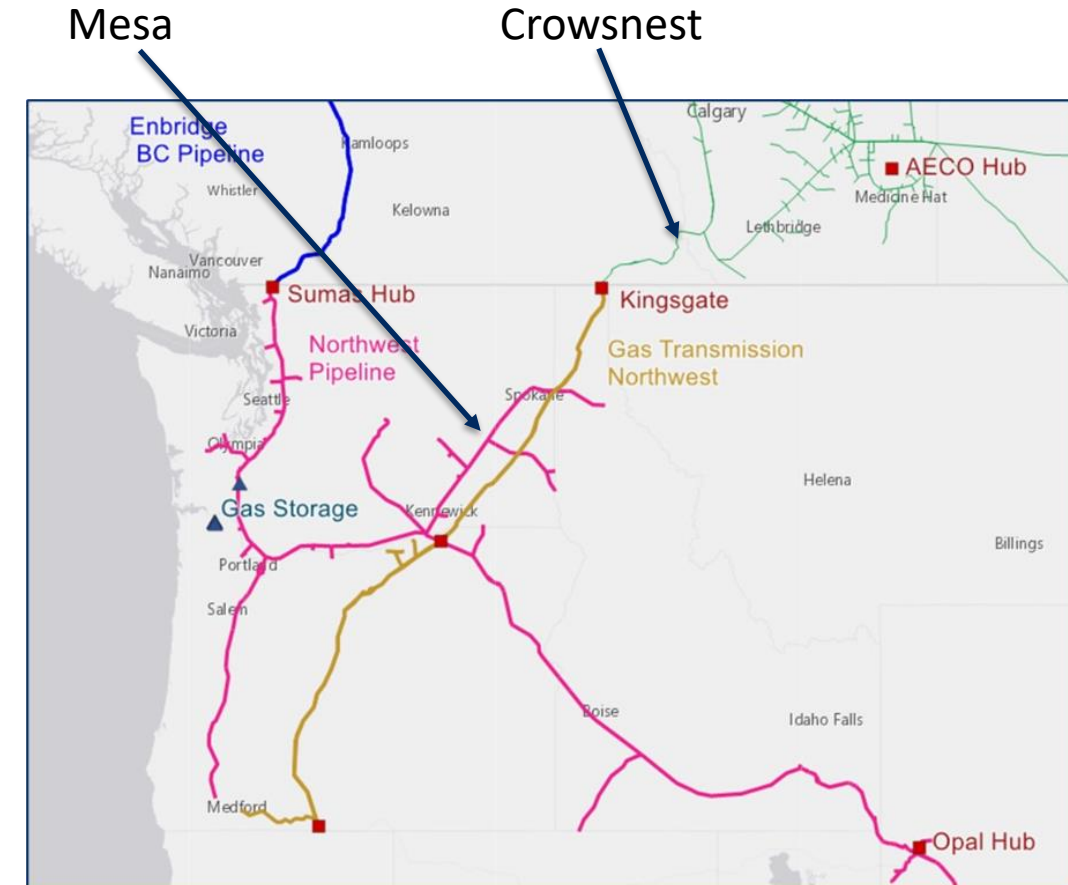 Mesa
Crowsnest
Enbridge
BC Pipeline
Kamloops
Calgary
AECO Hub
Whistler
Medicine Hat
Kelowna
Lethbridge
Vancouver
Nanaimo
Sumas Hub
Kingsgate
Victoria
Northwest
Pipeline
Gas Transmission
Northwest
Seattle
Spokane
Olympia
Helena
Gas Storage
Kennewick
Billings
Portland
Salem
Boise
Idaho Falls
Medford
Opal Hub